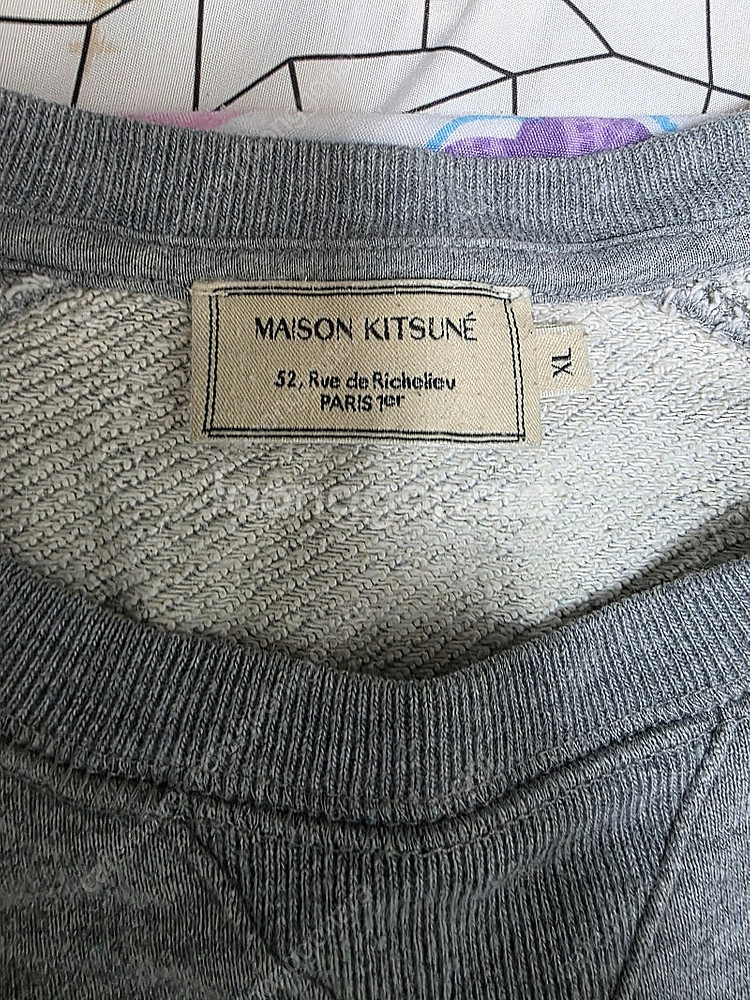 MAISON KITSUNÉ
52, Rue de Richelieu
PARIS 1er
XL